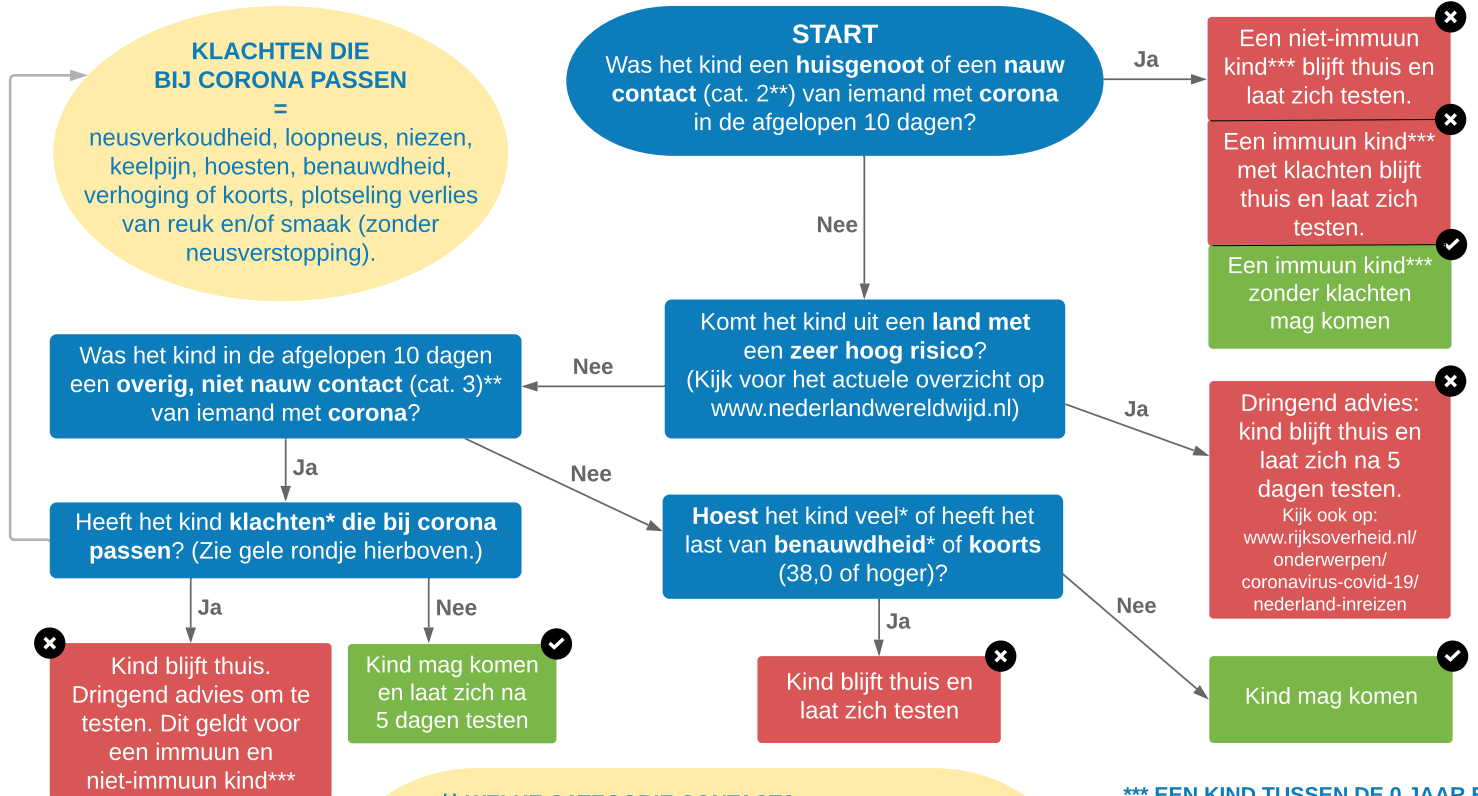 KLACHTEN DIE
BIJ CORONA PASSEN
=
neusverkoudheid, loopneus, niezen,
keelpijn, hoesten, benauwdheid,
verhoging of koorts, plotseling verlies
van reuk en/of smaak (zonder
neusverstopping).
START
Was het kind een huisgenoot of een nauw
contact (cat. 2**) van iemand met corona
in de afgelopen 10 dagen?
Ja
Een niet-immuun
kind*** blijft thuis en
laat zich testen.
Een immuun kind***
met klachten blijft
thuis en laat zich
testen.
Een immuun kind***
zonder klachten
mag komen
Nee
Komt het kind uit een land met
een zeer hoog risico?
(Kijk voor het actuele overzicht op
www.nederlandwereldwijd.nl)
Ja
Dringend advies:
kind blijft thuis en
laat zich na 5
dagen testen.
Kijk ook op:
www.rijksoverheid.nl/
onderwerpen/
coronavirus-covid-19/
nederland-inreizen
Nee
Was het kind in de afgelopen 10 dagen
een overig, niet nauw contact (cat. 3)**
van iemand met corona?
Ja
Nee
Heeft het kind klachten* die bij corona
passen? (Zie gele rondje hierboven.)
Ja
Nee
Kind blijft thuis.
Dringend advies om te
testen. Dit geldt voor
een immuun en
niet-immuun kind***
Kind mag komen
en laat zich na
5 dagen testen
Hoest het kind veel* of heeft het
last van benauwdheid* of koorts
(38,0 of hoger)?
Ja
Nee
Kind blijft thuis en
laat zich testen
Kind mag komen
*** EEN KIND TUSSEN DE 0 JAAR